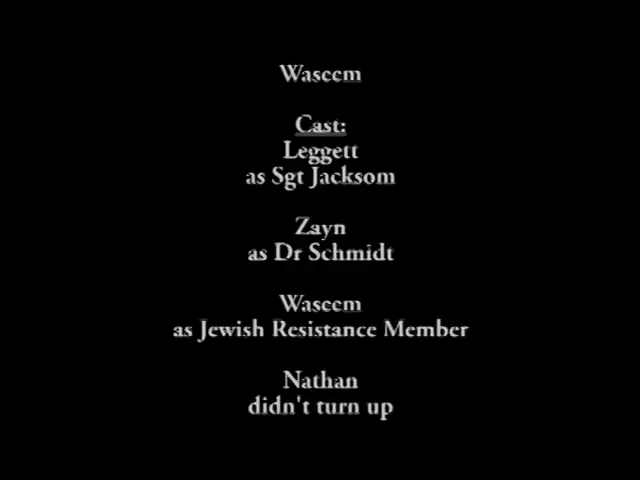 Waseem
Cast:
Leggett
as Sgt Jacksom
Zayn
as Dr Schmidt
Waseem
as Jewish Resistance Member
Nathan
didn't turn up